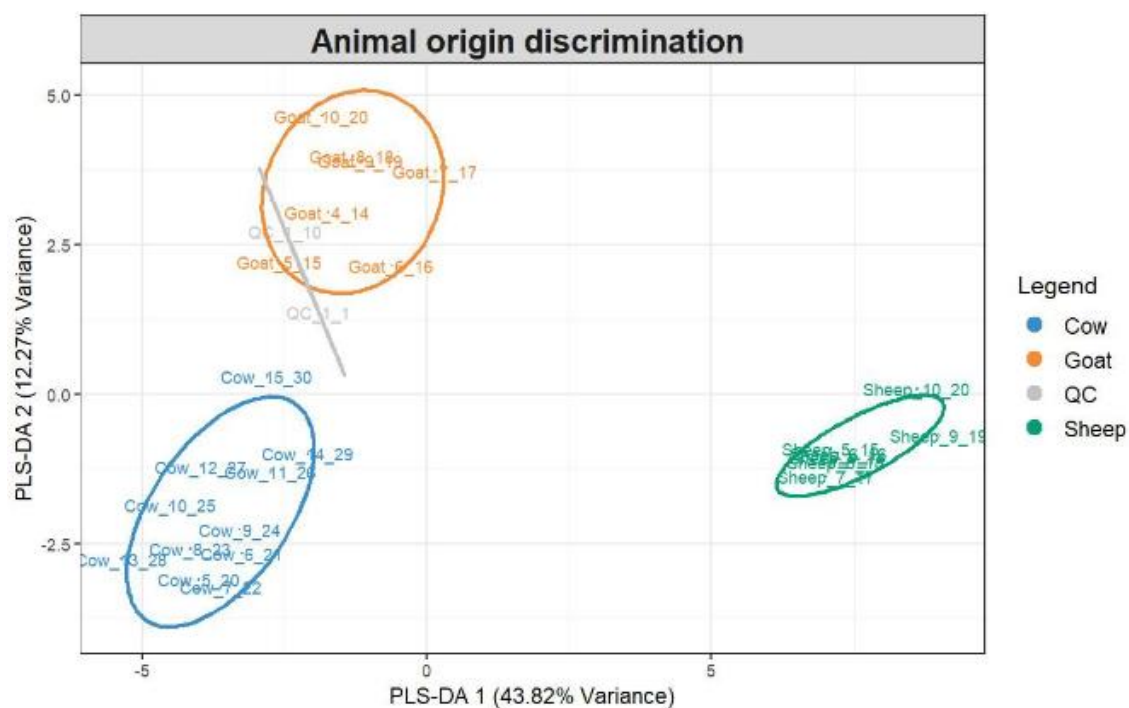 Animal origin discrimination
5.0
Goat_10_20
Goat_9_19
Goat_7_17
Goat_4_14
2.5
QC_1_10
Goat_5_15
Goat_6_16
QC_1_1
Cow_15_30
0.0
Sheep_10_20
Sheep_9_19
Cow_14_29
Cow_12_27
Cow_11_26
Sheep_5_15
Sheep_7_17
Cow_10_25
Cow_9_24
-2.5
Cow_8_23
Cow_6_21
Cow_13_28
Cow_5_20
Cow_7_22
-5
0
5
PLS-DA 1 (43.82% Variance)
PLS-DA 2 (12.27% Variance)
Legend
Cow
Goat
QC
Sheep